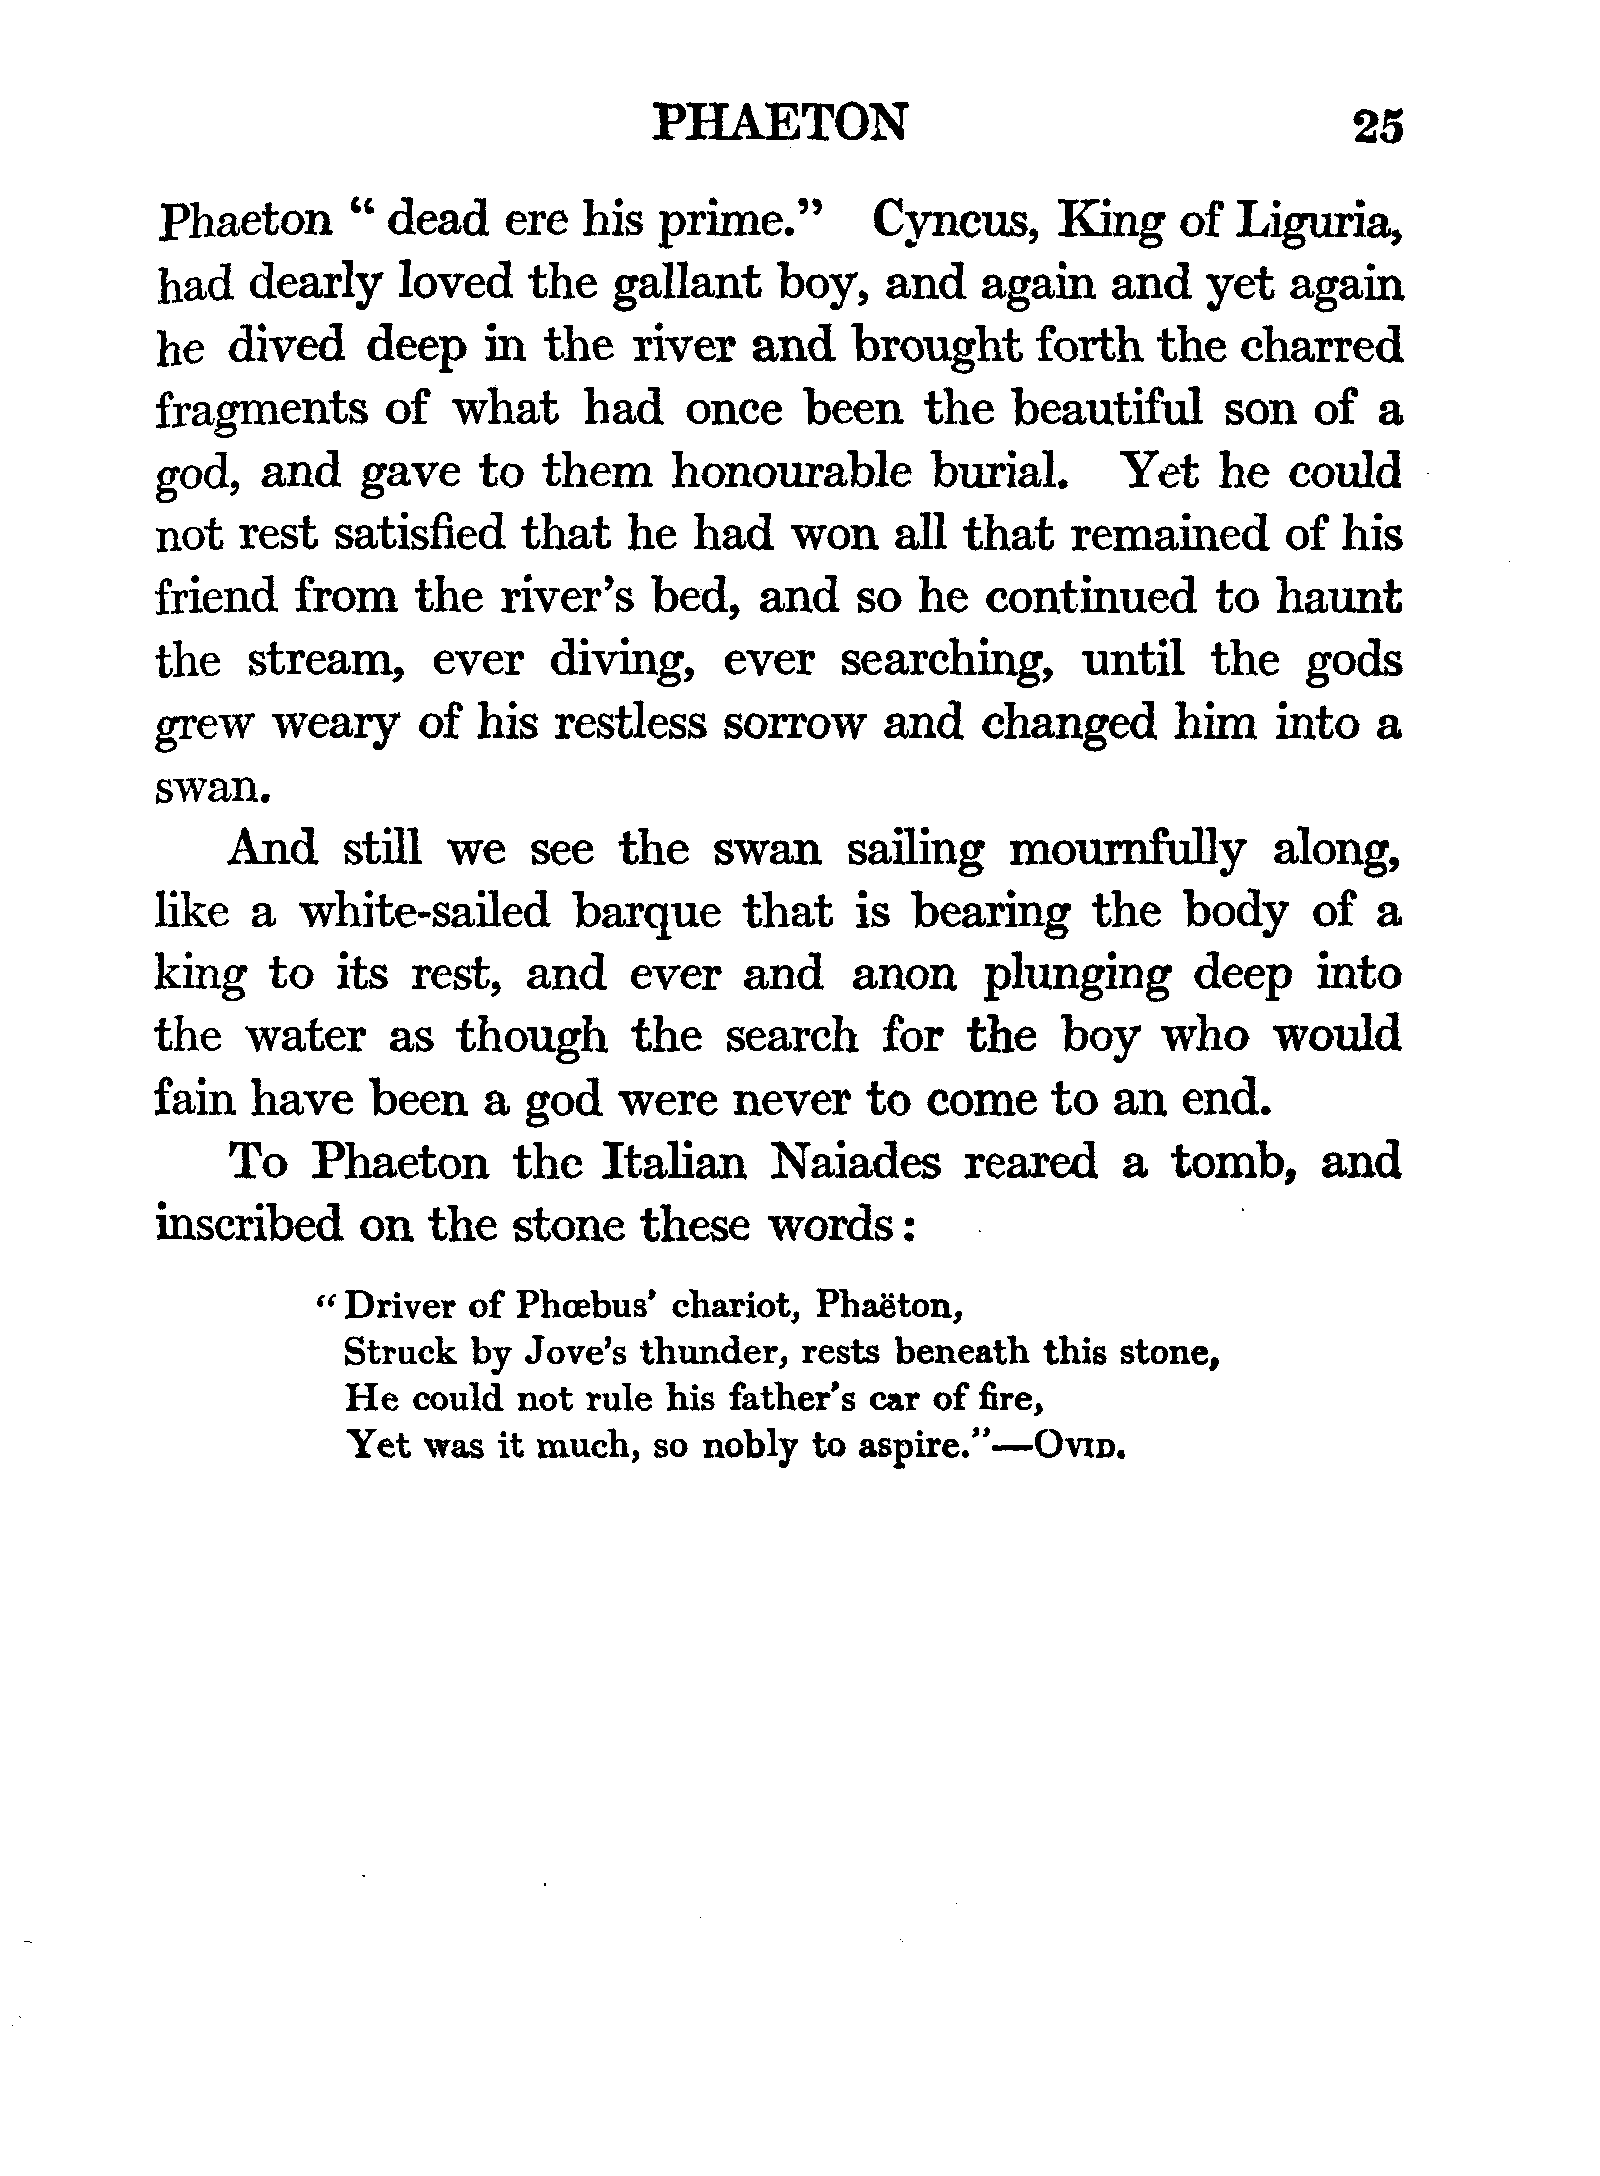 PHAETON 25
Phaeton “ dead ere his prime.” Cyncus, King of Liguria,
had dearly loved the gallant boy, and again and yet again
he dived deep in the river and brought forth the charred
fragments of what had once been the beautiful son of a
god, and gave to them honourable burial. Yet he could
not rest satisfied that he had won all that remained of his
friend from the river’s bed, and so he continued to haunt
the stream, ever diving, ever searching, until the gods
grew weary of his restless sorrow and changed him into a
swan.
And still we see the swan sailing mournfully along,
like a white-sailed barque that is bearing the body of a
king to its rest, and ever and anon plunging deep into
the water as though the search for the boy who would
fain have been a god were never to come to an end.
To Phaeton the Italian Naiades reared a tomb, and
inscribed on the stone these words:
“Driver of Phœbus’ chariot, Phaëton,
Struck by Jove’s thunder, rests beneath this stone,
He could not rule his father’s car of fire,
Yet was it much, so nobly to aspire.”—OVID.